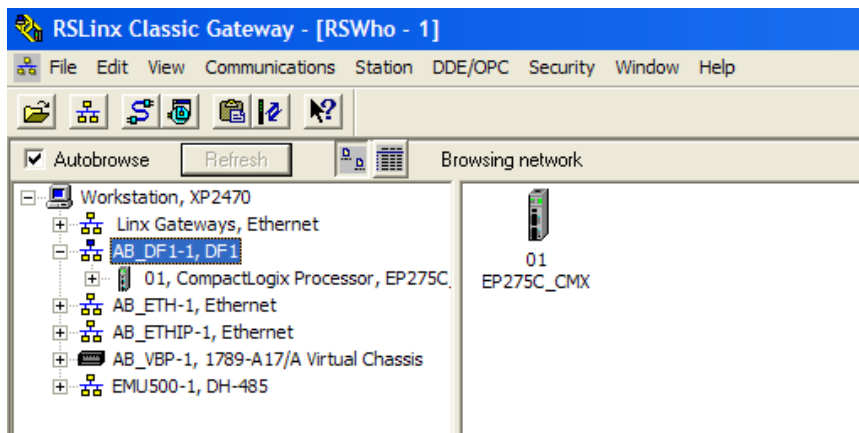 RSLinx Classic Gateway - [RSWho - 1]
File Edit View Communications Station DDE/OPC Security Window Help
Autobrowse Refresh Browsing network
Workstation, XP2470
Linx Gateways, Ethernet
AB_DF1-1, DF1
01, CompactLogix Processor, EP275C_
AB_ETH-1, Ethernet
AB_ETHIP-1, Ethernet
AB_VBP-1, 1789-A17/A Virtual Chassis
EMU500-1, DH-485
01
EP275C_CMX